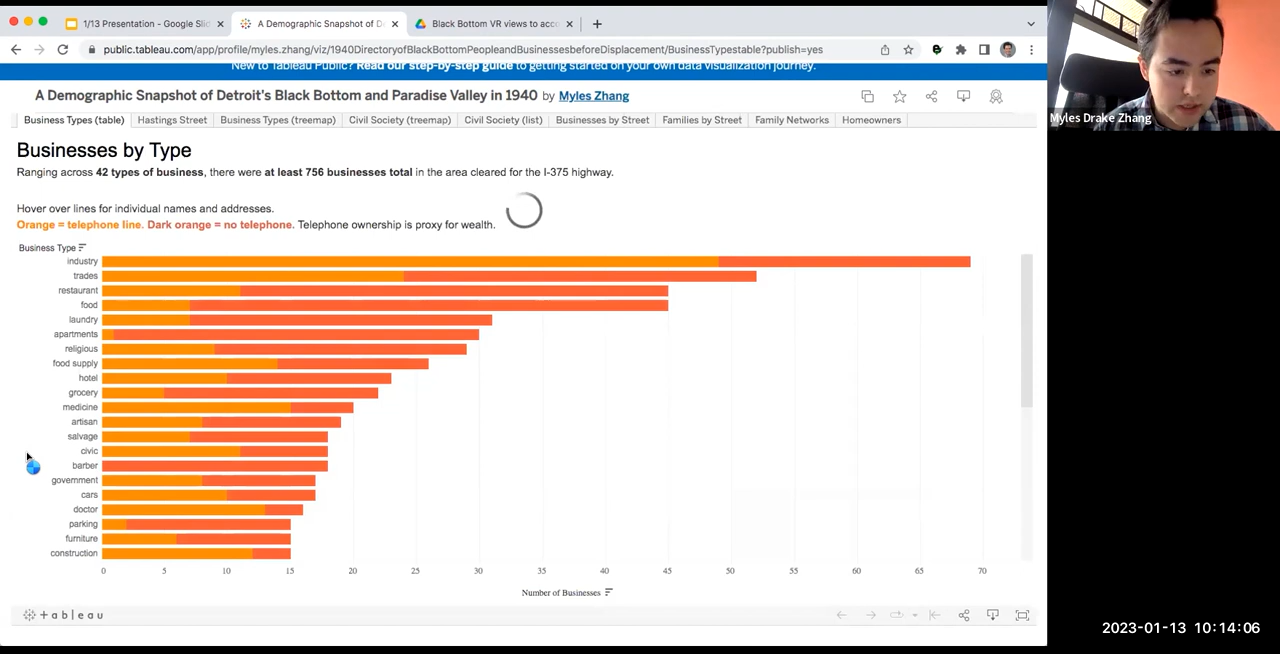 1/13 Presentation - Google Slid
A Demographic Snapshot of De
Black Bottom VR views to acco
public.tableau.com/app/profile/myles.zhang/viz/1940DirectoryofBlackBottomPeopleandBusinessesbeforeDisplacement/BusinessTypestable?publish=yes
New to Tableau Public? Read our step-by-step guide to getting started on your own data visualization journey.
A Demographic Snapshot of Detroit's Black Bottom and Paradise Valley in 1940 by Myles Zhang
Business Types (table) Hastings Street Business Types (treemap) Civil Society (treemap) Civil Society (list) Businesses by Street Families by Street Family Networks Homeowners
Myles Drake Zhang
Businesses by Type
Ranging across 42 types of business, there were at least 756 businesses total in the area cleared for the I-375 highway.
Hover over lines for individual names and addresses.
Orange = telephone line. Dark orange = no telephone. Telephone ownership is proxy for wealth.
Business Type
industry
trades
restaurant
food
laundry
apartments
religious
food supply
hotel
grocery
medicine
artisan
salvage
civic
barber
government
cars
doctor
parking
furniture
construction
0 5 10 15 20 25 30 35 40 45 50 55 60 65 70
Number of Businesses
+ a b l e a u
2023-01-13 10:14:06